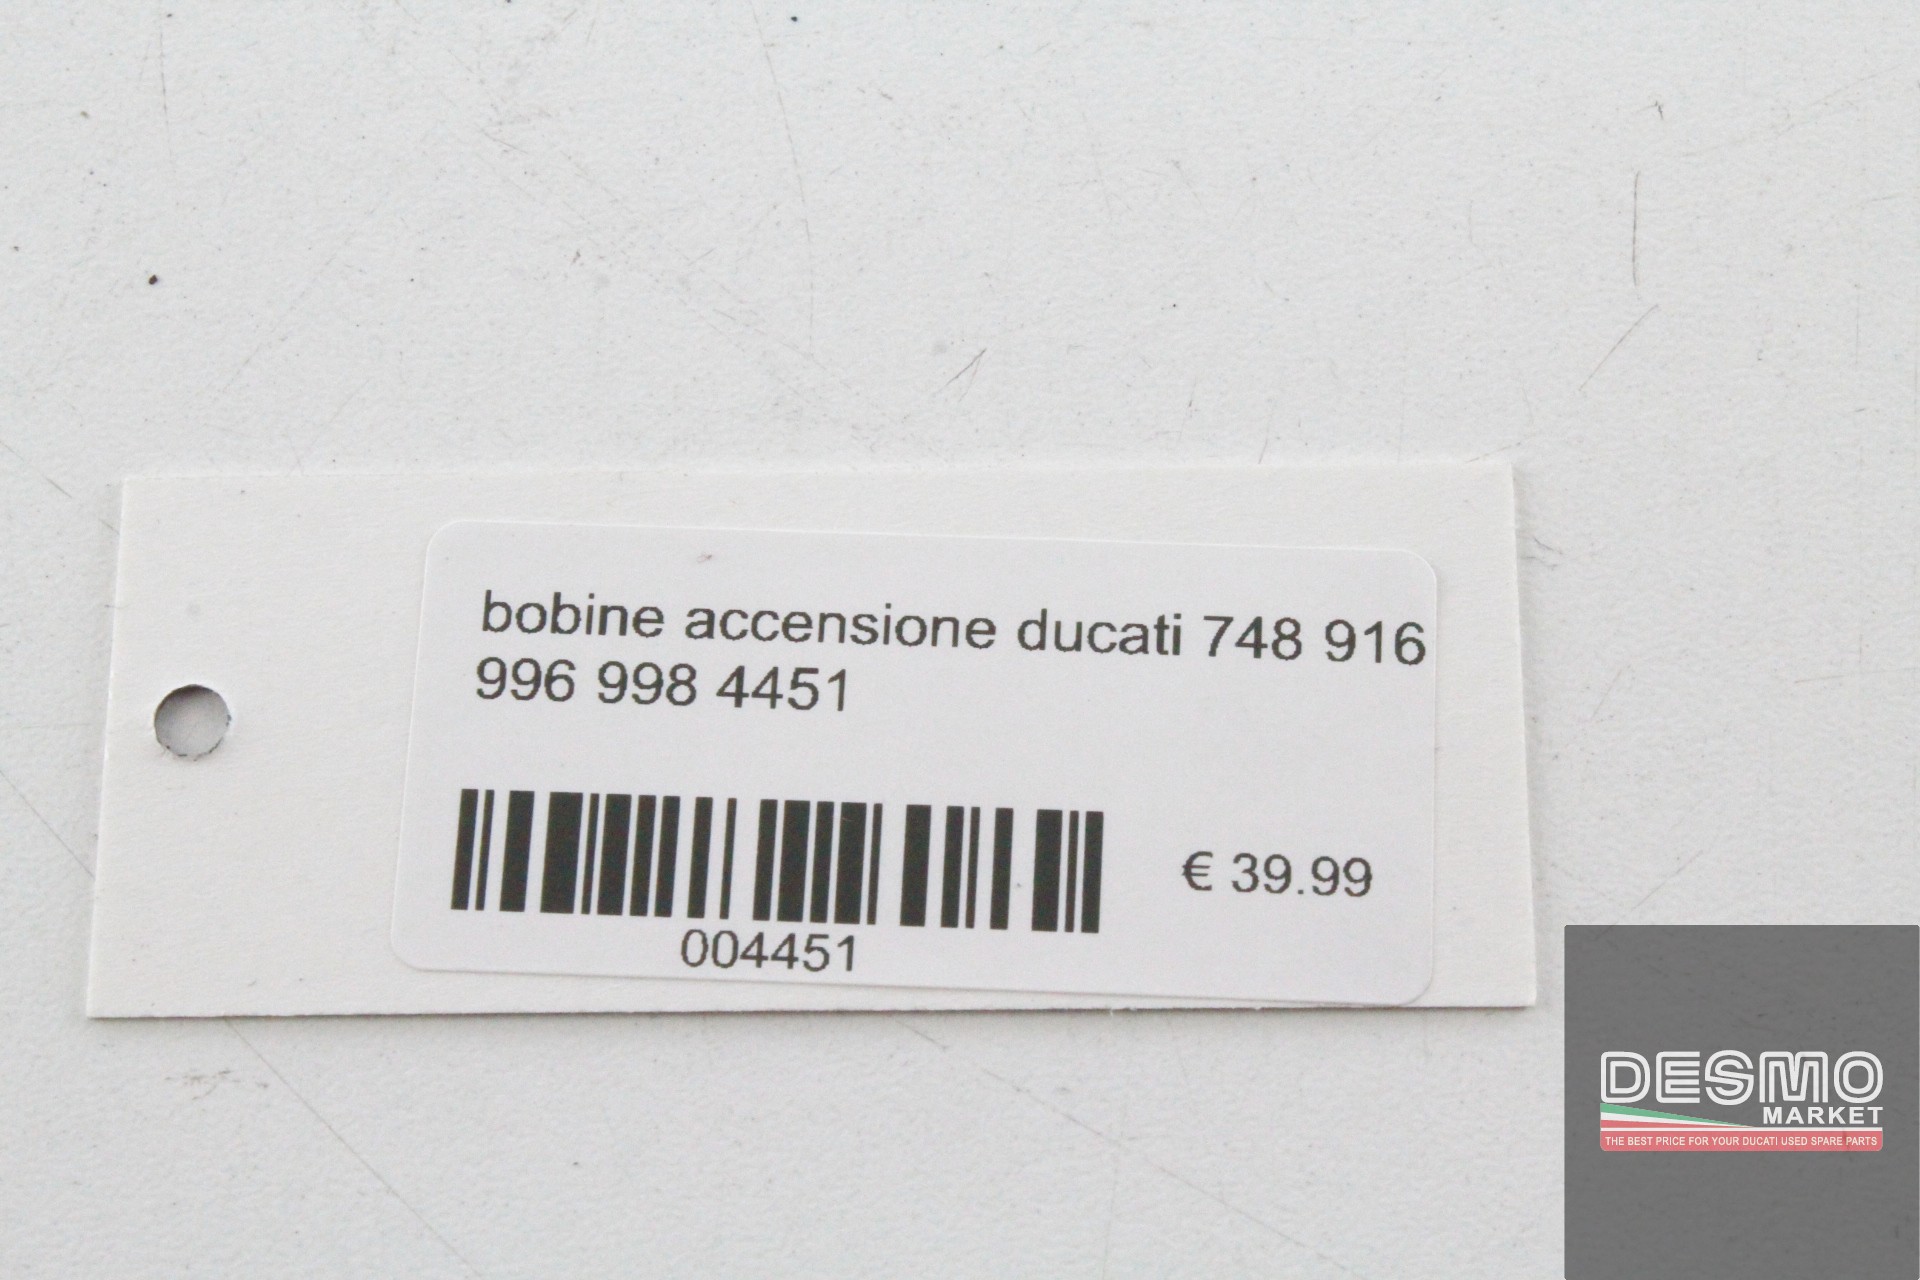 bobine accensione ducati 748 916
996 998 4451
€ 39.99
004451
DESMO
MARKET
THE BEST PRICE FOR YOUR DUCATI USED SPARE PARTS